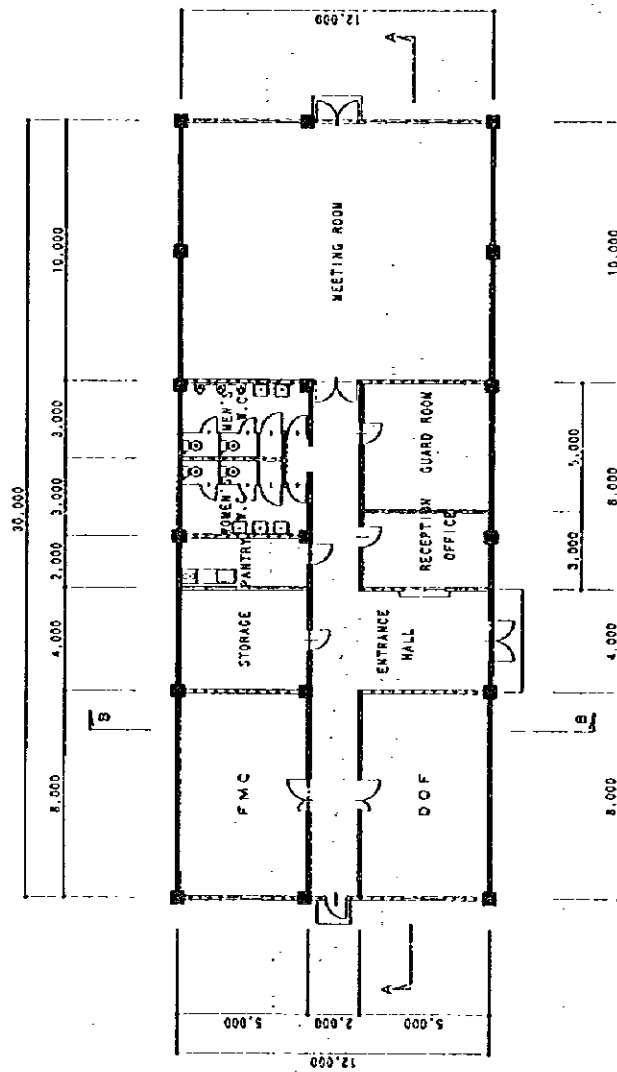 30,000
8,000 4,000 2,000 3,000 3,000 10,000
B
FMC
STORAGE
PANTRY
WOMEN'S
W.C
MEN'S
W.C
MEETING ROOM
12,000
5,000
2,000
5,000
12,000
ENTRANCE
HALL
RECEPTION
OFFICE
GUARD ROOM
DOF
A
A
B
3,000 5,000
8,000 4,000 8,000 10,000